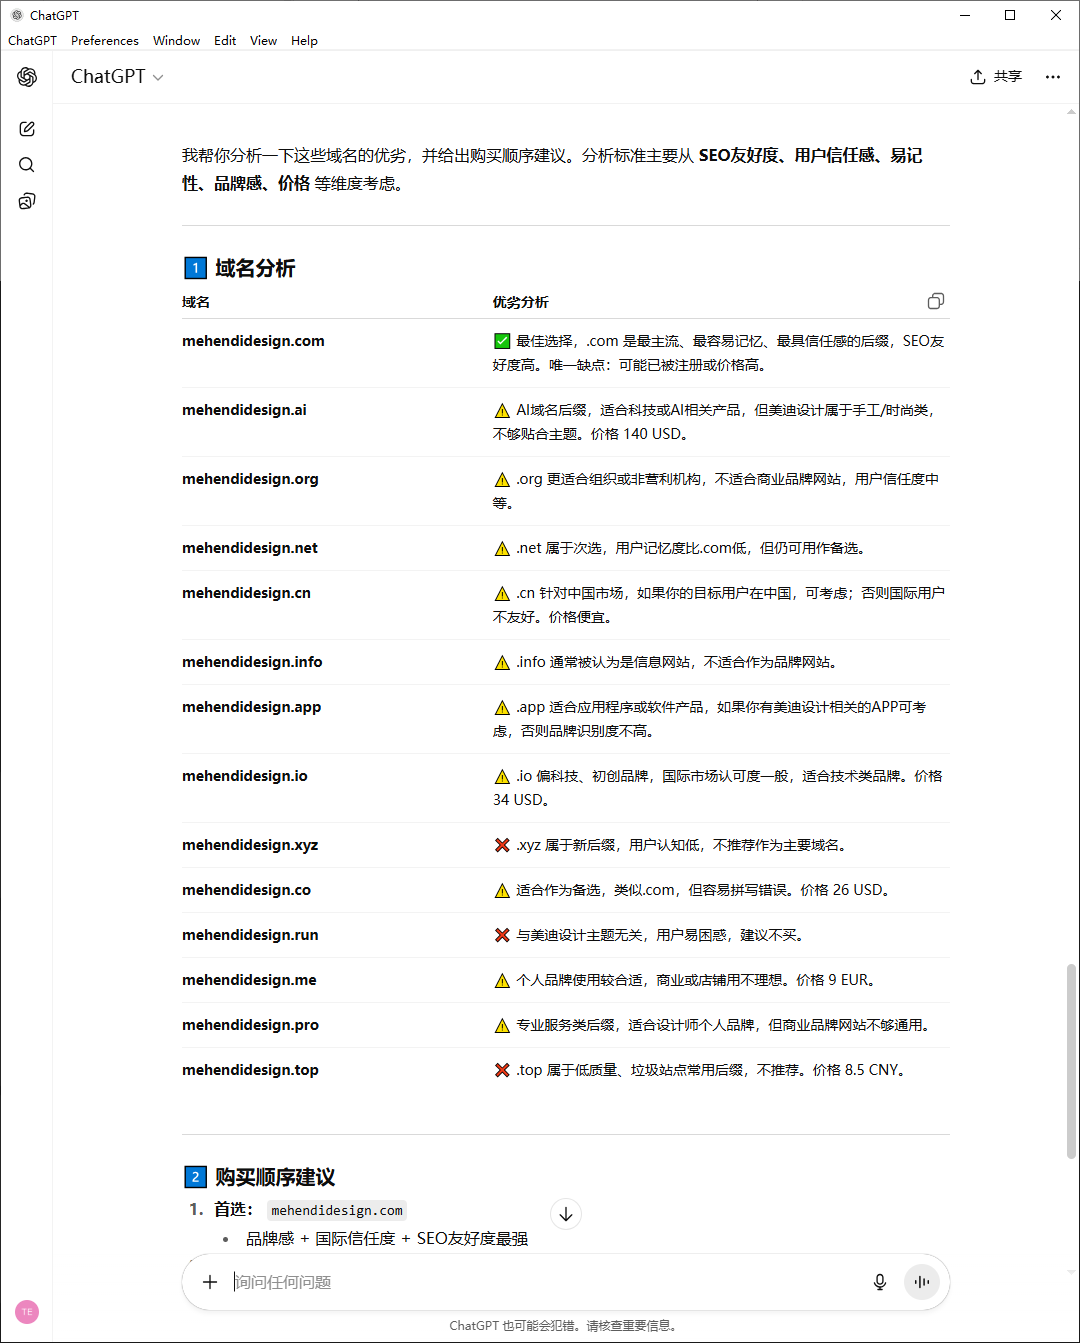 ChatGPT
ChatGPT Preferences Window Edit View Help
ChatGPT
共享
我帮你分析一下这些域名的优劣，并给出购买顺序建议。分析标准主要从 SEO友好度、用户信任感、易记
性、品牌感、价格 等维度考虑。
1 域名分析
域名 优劣分析
mehendidesign.com
✅ 最佳选择，.com 是最主流、最容易记忆、最具信任感的后缀，SEO友
好度高。唯一缺点：可能已被注册或价格高。
mehendidesign.ai
⚠ AI域名后缀，适合科技或AI相关产品，但美迪设计属于手工/时尚类，
不够贴合主题。价格 140 USD。
mehendidesign.org
⚠ .org 更适合组织或非营利机构，不适合商业品牌网站，用户信任度中
等。
mehendidesign.net
⚠ .net 属于次选，用户记忆度比.com低，但仍可用作备选。
mehendidesign.cn
⚠ .cn 针对中国市场，如果你的目标用户在中国，可考虑；否则国际用户
不友好。价格便宜。
mehendidesign.info
⚠ .info 通常被认为是信息网站，不适合作为品牌网站。
mehendidesign.app
⚠ .app 适合应用程序或软件产品，如果你有美迪设计相关的APP可考
虑，否则品牌识别度不高。
mehendidesign.io
⚠ .io 偏科技、初创品牌，国际市场认可度一般，适合技术类品牌。价格
34 USD。
mehendidesign.xyz
❌ .xyz 属于新后缀，用户认知低，不推荐作为主要域名。
mehendidesign.co
⚠ 适合作为备选，类似.com，但容易拼写错误。价格 26 USD。
mehendidesign.run
❌ 与美迪设计主题无关，用户易困惑，建议不买。
mehendidesign.me
⚠ 个人品牌使用较合适，商业或店铺用不理想。价格 9 EUR。
mehendidesign.pro
⚠ 专业服务类后缀，适合设计师个人品牌，但商业品牌网站不够通用。
mehendidesign.top
❌ .top 属于低质量、垃圾站点常用后缀，不推荐。价格 8.5 CNY。
2 购买顺序建议
1. 首选： mehendidesign.com
• 品牌感 + 国际信任度 + SEO友好度最强
询问任何问题
TE
ChatGPT 也可能会犯错。请核查重要信息。